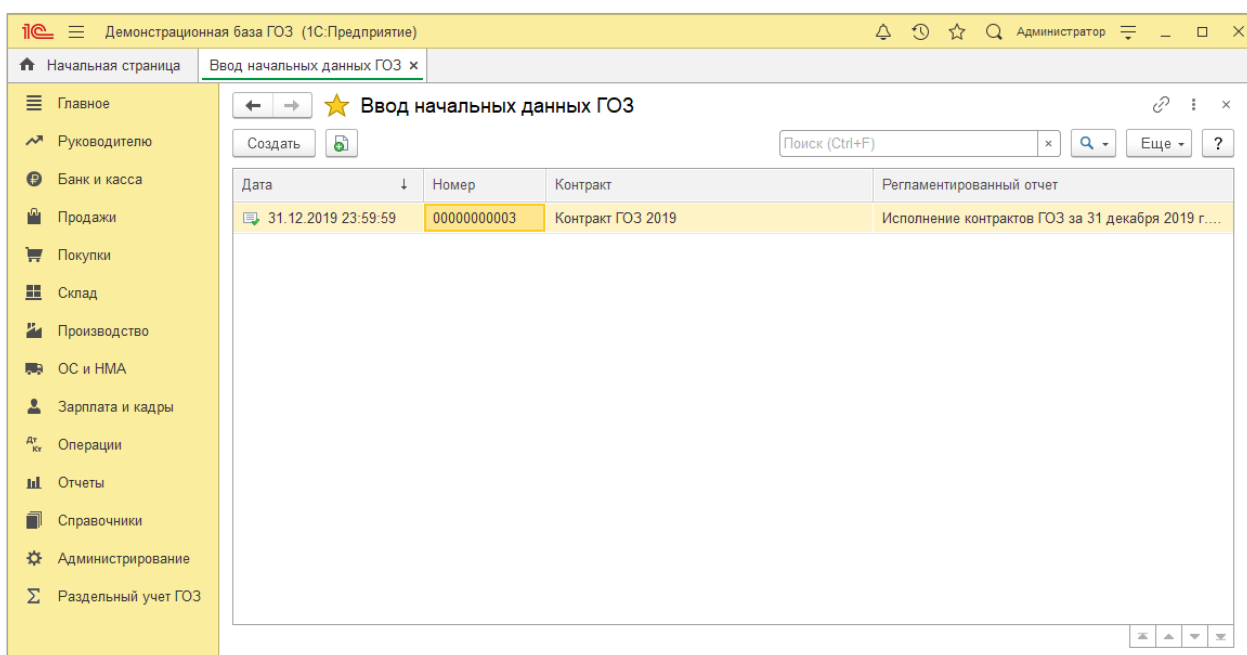 1С Демонстрационная база ГОЗ (1С:Предприятие) Администратор
Начальная страница Ввод начальных данных ГОЗ ×
Главное
Руководителю
Банк и касса
Продажи
Покупки
Склад
Производство
ОС и НМА
Зарплата и кадры
Дт Кт Операции
Отчеты
Справочники
Администрирование
Раздельный учет ГОЗ
Ввод начальных данных ГОЗ
Создать Поиск (Ctrl+F) × Еще ?
Дата ↓ Номер Контракт Регламентированный отчет
31.12.2019 23:59:59 00000000003 Контракт ГОЗ 2019 Исполнение контрактов ГОЗ за 31 декабря 2019 г....